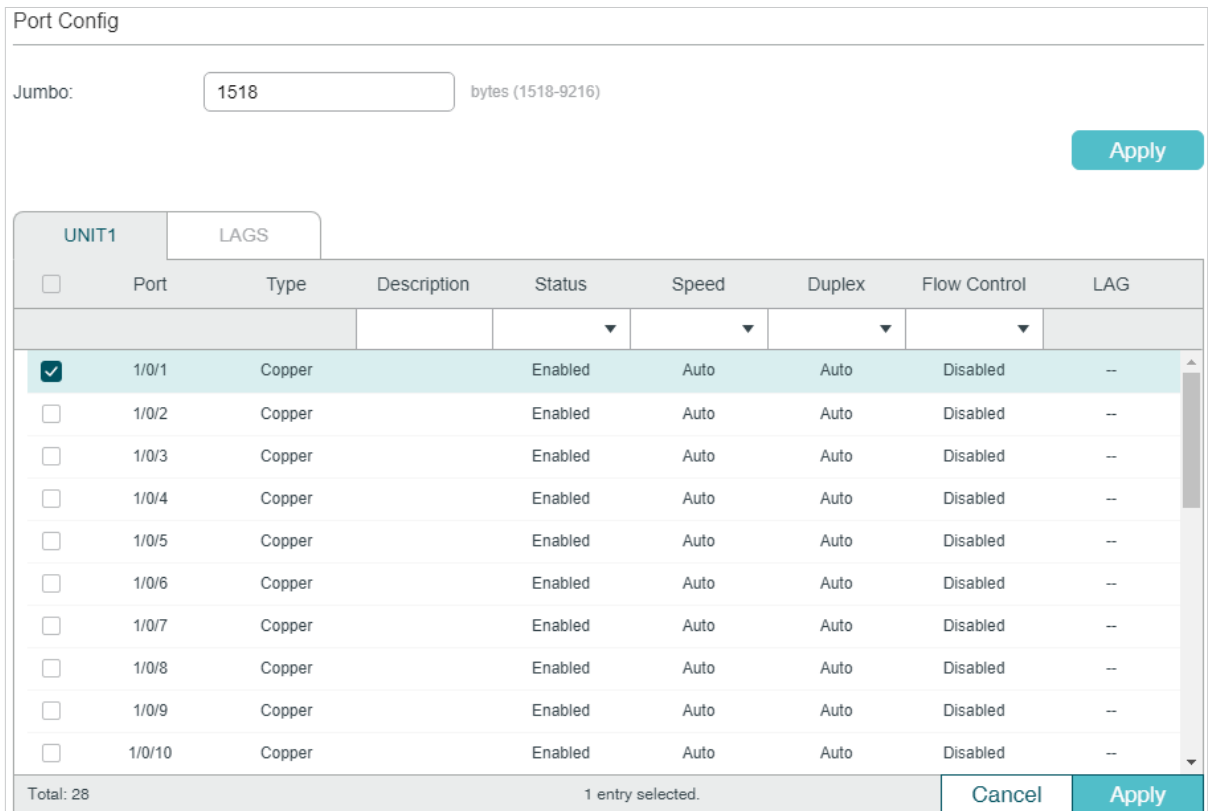 Port Config
Jumbo: 1518 bytes (1518-9216)
Apply
UNIT1 LAGS
Port Type Description Status Speed Duplex Flow Control LAG
1/0/1 Copper Enabled Auto Auto Disabled --
1/0/2 Copper Enabled Auto Auto Disabled --
1/0/3 Copper Enabled Auto Auto Disabled --
1/0/4 Copper Enabled Auto Auto Disabled --
1/0/5 Copper Enabled Auto Auto Disabled --
1/0/6 Copper Enabled Auto Auto Disabled --
1/0/7 Copper Enabled Auto Auto Disabled --
1/0/8 Copper Enabled Auto Auto Disabled --
1/0/9 Copper Enabled Auto Auto Disabled --
1/0/10 Copper Enabled Auto Auto Disabled --
Total: 28 1 entry selected. Cancel Apply